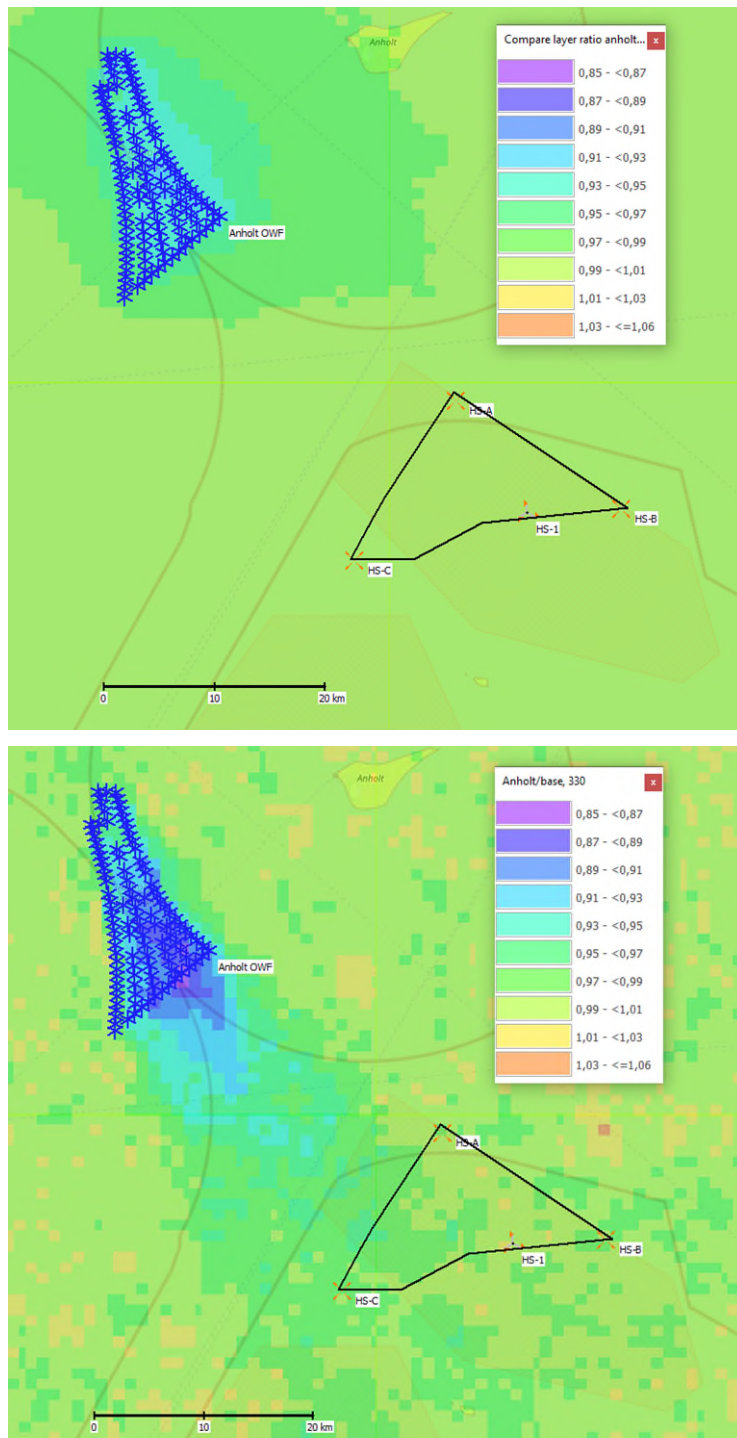 Anholt
Compare layer ratio anholt...
x
0,85 - <0,87
0,87 - <0,89
0,89 - <0,91
0,91 - <0,93
0,93 - <0,95
0,95 - <0,97
0,97 - <0,99
0,99 - <1,01
1,01 - <1,03
1,03 - <=1,06
Anholt OWF
HS-A
HS-B
HS-1
HS-C
0
10
20 km
Anholt
Anholt/base, 330
x
0,85 - <0,87
0,87 - <0,89
0,89 - <0,91
0,91 - <0,93
0,93 - <0,95
0,95 - <0,97
0,97 - <0,99
0,99 - <1,01
1,01 - <1,03
1,03 - <=1,06
Anholt OWF
HS-A
HS-B
HS-1
HS-C
0
10
20 km